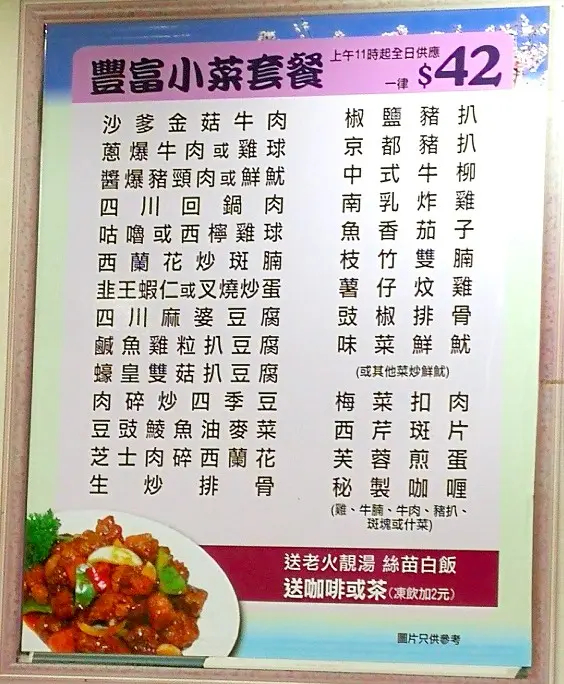 豐富小菜套餐
上午11時起全日供應
一律 $42
沙爹金菇牛肉
蔥爆牛肉或雞球
醬爆豬頸肉或鮮魷
四川回鍋肉
咕嚕或西檸雞球
西蘭花炒斑腩
韭王蝦仁或叉燒炒蛋
四川麻婆豆腐
鹹魚雞粒扒豆腐
蠔皇雙菇扒豆腐
肉碎炒四季豆
豆豉鯪魚油麥菜
芝士肉碎西蘭花
生炒排骨
椒鹽豬扒
京都豬扒
中式牛柳
南乳炸雞
魚香茄子
枝竹雙腩
薯仔炆雞
豉椒排骨
味菜鮮魷
(或其他菜炒鮮魷)
梅菜扣肉
西芹斑片
芙蓉煎蛋
秘製咖喱
(雞、牛腩、牛肉、豬扒、
斑塊或什菜)
送老火靚湯 絲苗白飯
送咖啡或茶(凍飲加2元)
圖片只供參考